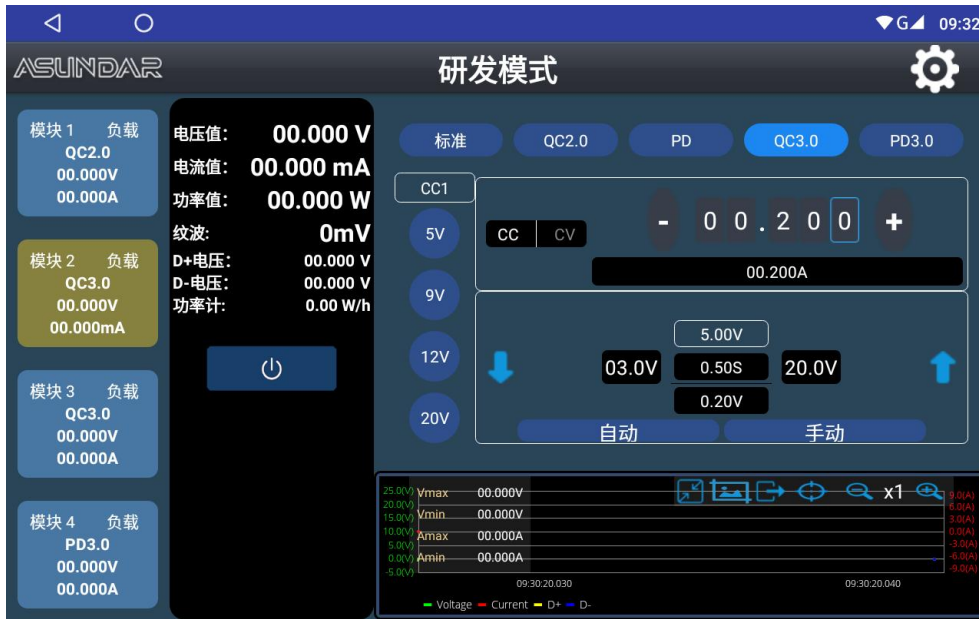 G 09:32
ASUNDAR 研发模式
模块 1 负载
QC2.0
00.000V
00.000A
模块 2 负载
QC3.0
00.000V
00.000mA
模块 3 负载
QC3.0
00.000V
00.000A
模块 4 负载
PD3.0
00.000V
00.000A
电压值: 00.000 V
电流值: 00.000 mA
功率值: 00.000 W
纹波: 0mV
D+电压: 00.000 V
D-电压: 00.000 V
功率计: 0.00 W/h
标准 QC2.0 PD QC3.0 PD3.0
CC1
5V
9V
12V
20V
CC CV
- 0 0 . 2 0 0 +
00.200A
5.00V
03.0V 0.50S 20.0V
0.20V
自动 手动
25.0(V)
20.0(V)
15.0(V)
10.0(V)
5.0(V)
0.0(V)
-5.0(V)
Vmax 00.000V
Vmin 00.000V
Amax 00.000A
Amin 00.000A
x1
9.0(A)
6.0(A)
3.0(A)
0.0(A)
-3.0(A)
-6.0(A)
-9.0(A)
09:30:20.030 09:30:20.040
Voltage Current D+ D-